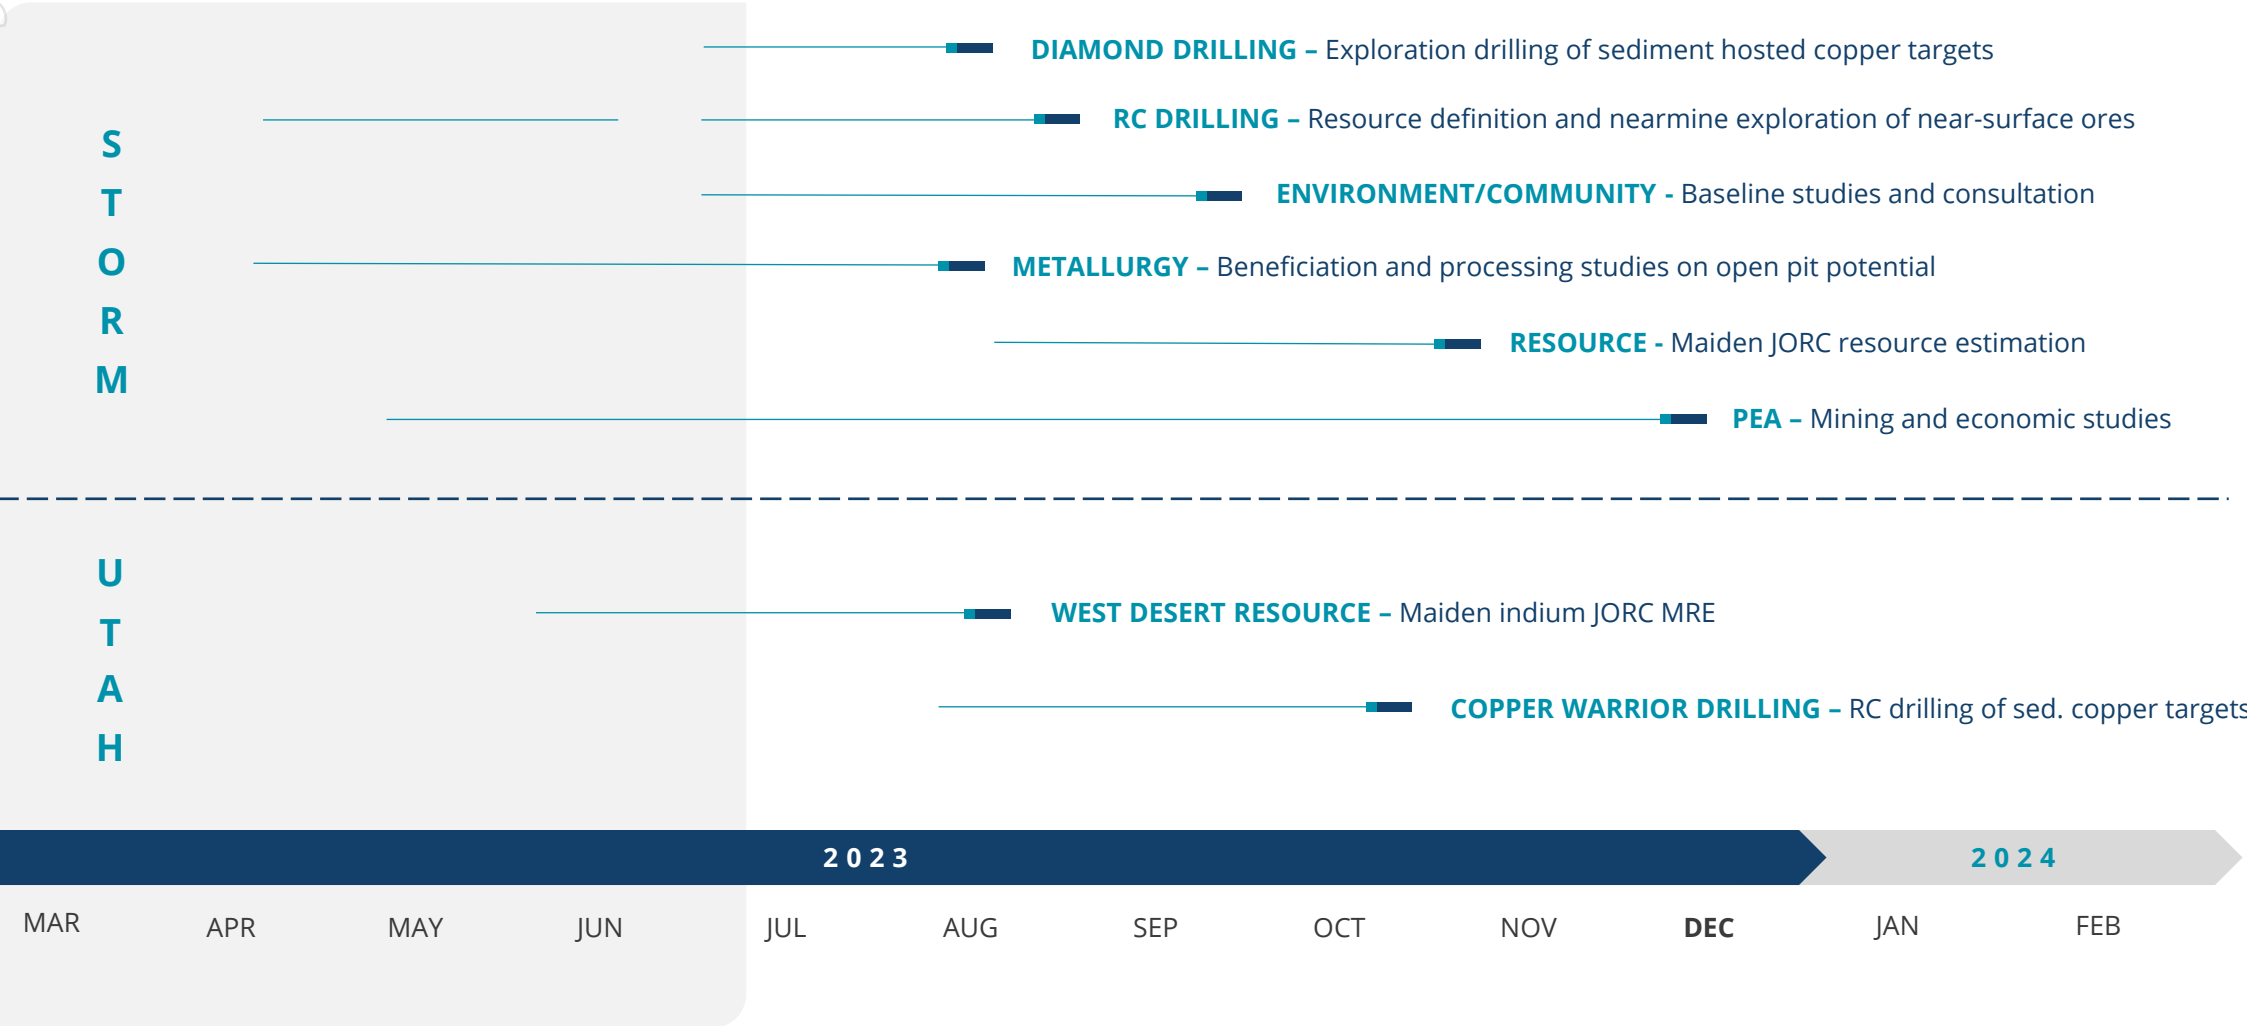 DIAMOND DRILLING – Exploration drilling of sediment hosted copper targets
RC DRILLING – Resource definition and nearmine exploration of near-surface ores
ENVIRONMENT/COMMUNITY - Baseline studies and consultation
METALLURGY – Beneficiation and processing studies on open pit potential
RESOURCE - Maiden JORC resource estimation
PEA – Mining and economic studies
S
T
O
R
M
WEST DESERT RESOURCE – Maiden indium JORC MRE
COPPER WARRIOR DRILLING – RC drilling of sed. copper targets
U
T
A
H
2023
2024
MAR
APR
MAY
JUN
JUL
AUG
SEP
OCT
NOV
DEC
JAN
FEB